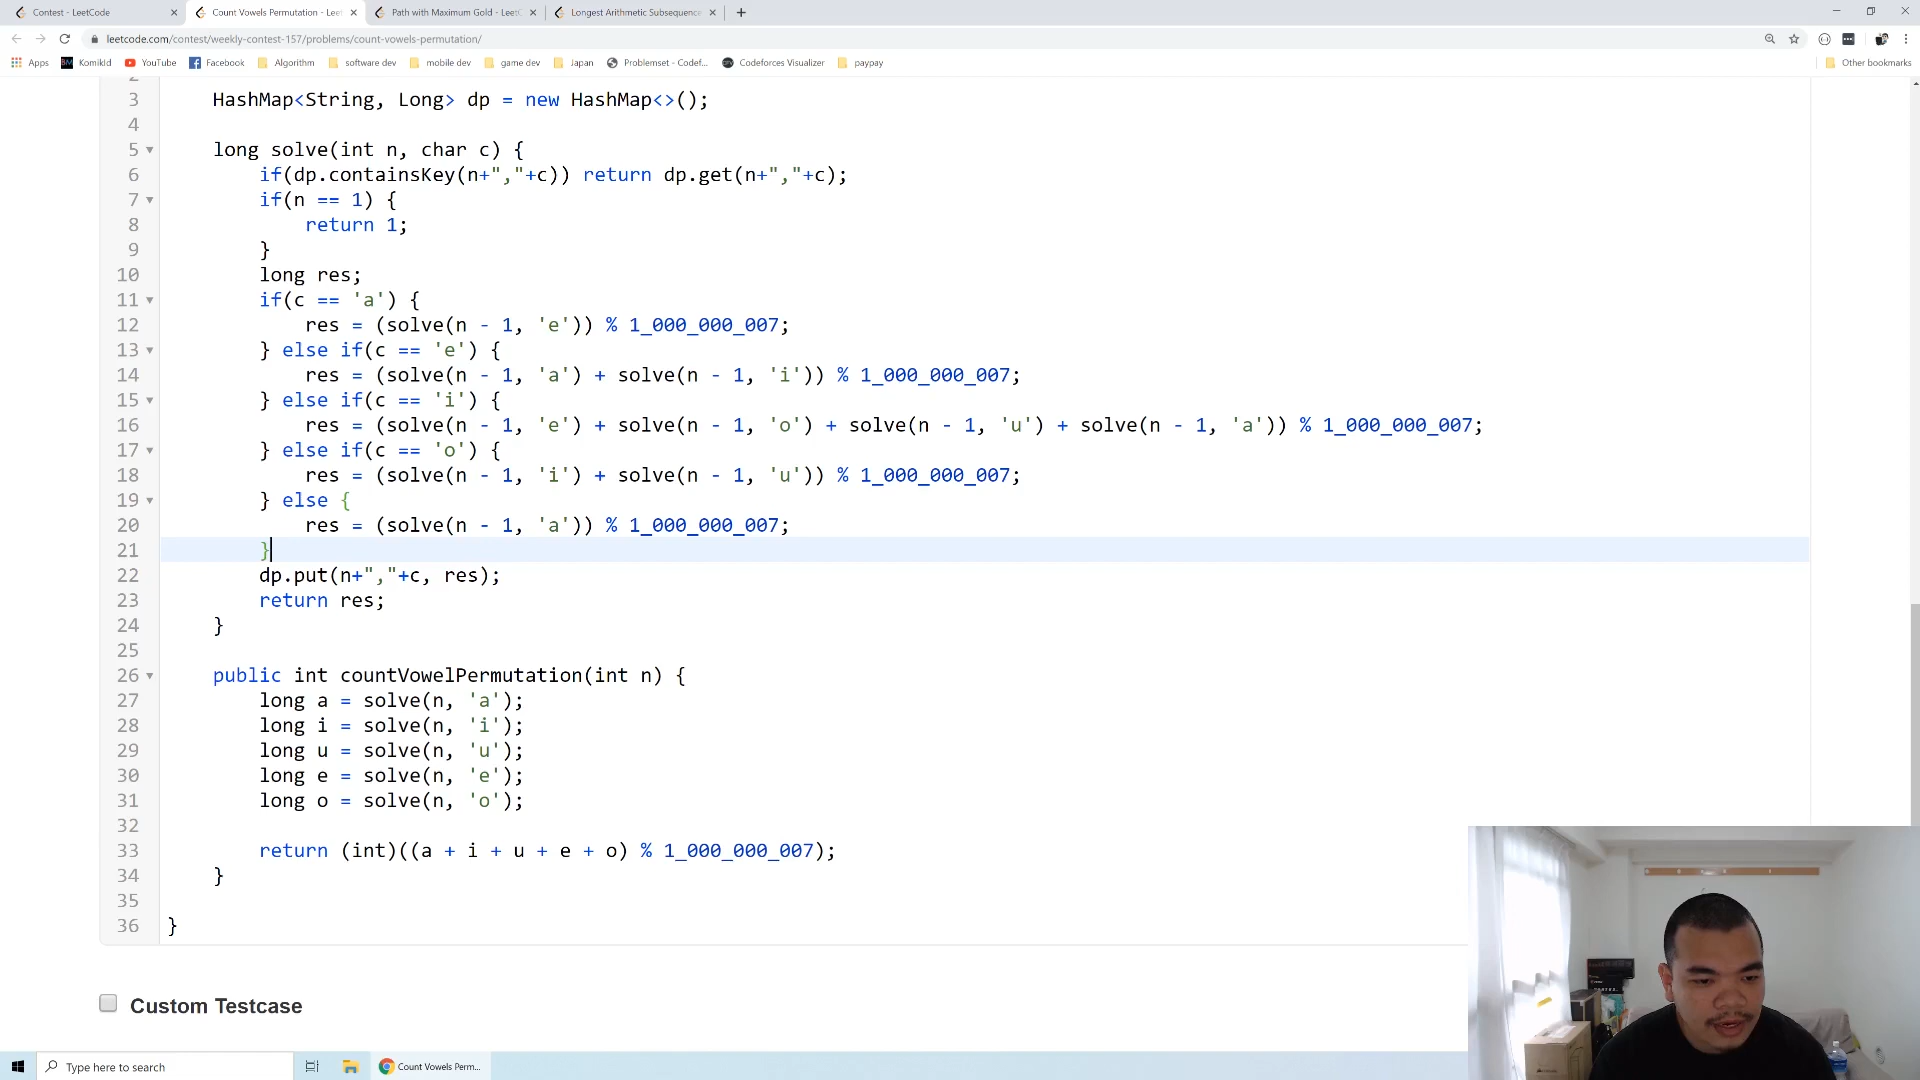 Contest - LeetCode
Count Vowels Permutation - Leet
Path with Maximum Gold - LeetC
Longest Arithmetic Subsequence
leetcode.com/contest/weekly-contest-157/problems/count-vowels-permutation/
Apps Komikid YouTube Facebook Algorithm software dev mobile dev game dev Japan Problemset - Codef... Codeforces Visualizer paypay Other bookmarks
2
3 HashMap<String, Long> dp = new HashMap<>();
4
5 long solve(int n, char c) {
6 if(dp.containsKey(n+","+c)) return dp.get(n+","+c);
7 if(n == 1) {
8 return 1;
9 }
10 long res;
11 if(c == 'a') {
12 res = (solve(n - 1, 'e')) % 1_000_000_007;
13 } else if(c == 'e') {
14 res = (solve(n - 1, 'a') + solve(n - 1, 'i')) % 1_000_000_007;
15 } else if(c == 'i') {
16 res = (solve(n - 1, 'e') + solve(n - 1, 'o') + solve(n - 1, 'u') + solve(n - 1, 'a')) % 1_000_000_007;
17 } else if(c == 'o') {
18 res = (solve(n - 1, 'i') + solve(n - 1, 'u')) % 1_000_000_007;
19 } else {
20 res = (solve(n - 1, 'a')) % 1_000_000_007;
21 }
22 dp.put(n+","+c, res);
23 return res;
24 }
25
26 public int countVowelPermutation(int n) {
27 long a = solve(n, 'a');
28 long i = solve(n, 'i');
29 long u = solve(n, 'u');
30 long e = solve(n, 'e');
31 long o = solve(n, 'o');
32
33 return (int)((a + i + u + e + o) % 1_000_000_007);
34 }
35
36 }
Custom Testcase
Type here to search
Count Vowels Perm...